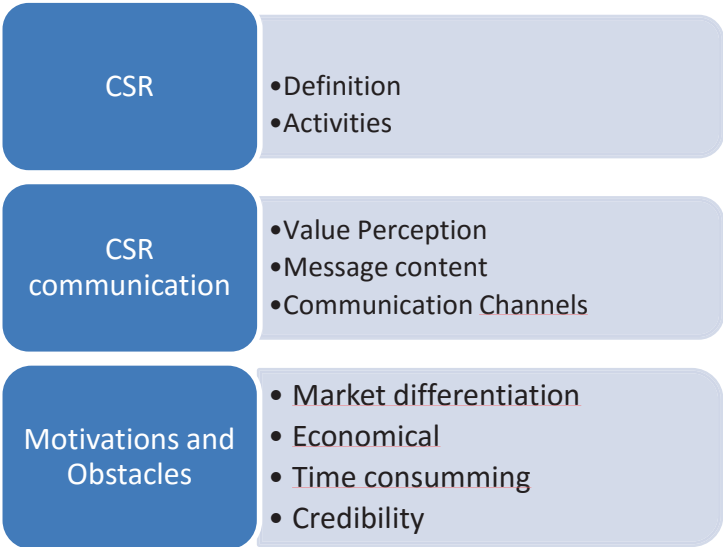 CSR
•Definition
•Activities
CSR
communication
•Value Perception
•Message content
•Communication Channels
Motivations and
Obstacles
• Market differentiation
• Economical
• Time consumming
• Credibility